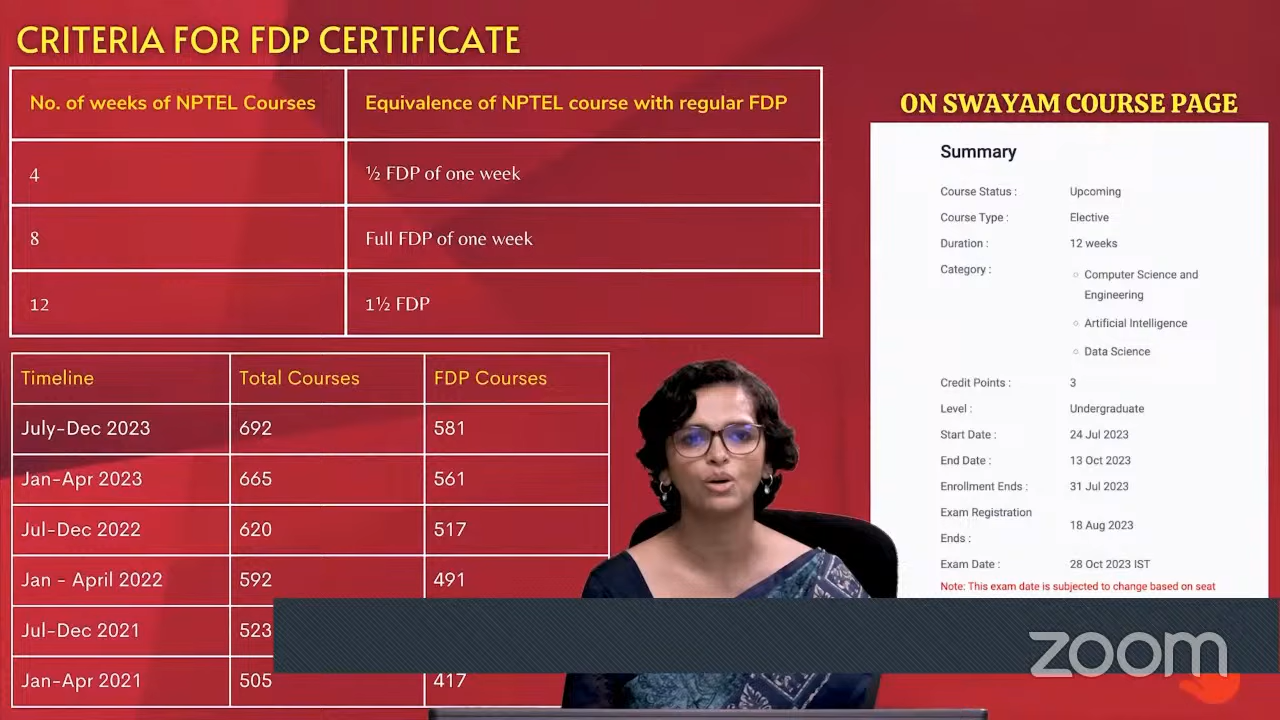 CRITERIA FOR FDP CERTIFICATE
No. of weeks of NPTEL Courses
Equivalence of NPTEL course with regular FDP
4
½ FDP of one week
8
Full FDP of one week
12
1½ FDP
Timeline
Total Courses
FDP Courses
July-Dec 2023
692
581
Jan-Apr 2023
665
561
Jul-Dec 2022
620
517
Jan - April 2022
592
491
Jul-Dec 2021
523
Jan-Apr 2021
505
417
ON SWAYAM COURSE PAGE
Summary
Course Status :
Upcoming
Course Type :
Elective
Duration :
12 weeks
Category :
Computer Science and
Engineering
Artificial Intelligence
Data Science
Credit Points :
3
Level :
Undergraduate
Start Date :
24 Jul 2023
End Date :
13 Oct 2023
Enrollment Ends :
31 Jul 2023
Exam Registration
Ends :
18 Aug 2023
Exam Date :
28 Oct 2023 IST
Note: This exam date is subjected to change based on seat
zoom